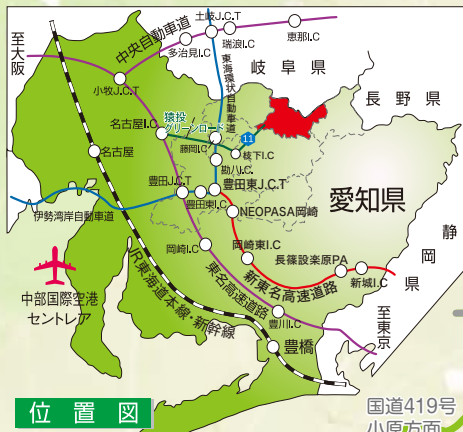 土岐J.C.T
恵那I.C
瑞浪I.C
多治見I.C
中央自動車道
至大阪
東海環状自動車道
岐阜県
長野県
小牧J.C.T
猿投
グリーンロード
名古屋I.C
11
藤岡I.C
枝下I.C
名古屋
勘八I.C
豊田J.C.T
豊田東J.C.T
豊田東I.C
愛知県
伊勢湾岸自動車道
NEOPASA岡崎
静岡県
岡崎I.C
岡崎東I.C
長篠設楽原PA
新城I.C
新東名高速道路
東名高速道路
JR東海道本線・新幹線
中部国際空港
セントレア
豊川I.C
至東京
豊橋
位置図
国道419号
小原方面